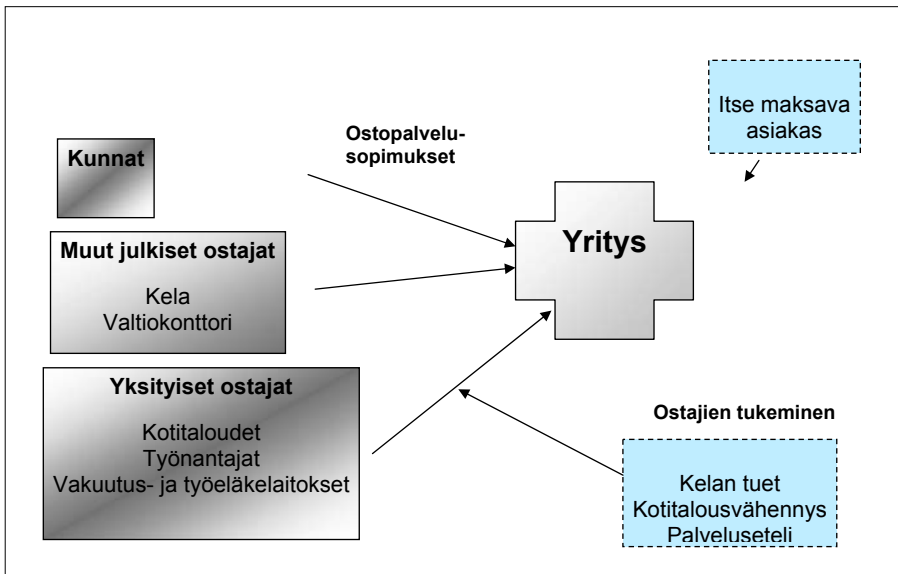 Kunnat
Muut julkiset ostajat
Kela
Valtiokonttori
Yksityiset ostajat
Kotitaloudet
Työnantajat
Vakuutus- ja työeläkelaitokset
Ostopalvelu-
sopimukset
Yritys
Itse maksava
asiakas
Ostajien tukeminen
Kelan tuet
Kotitalousvähennys
Palveluseteli